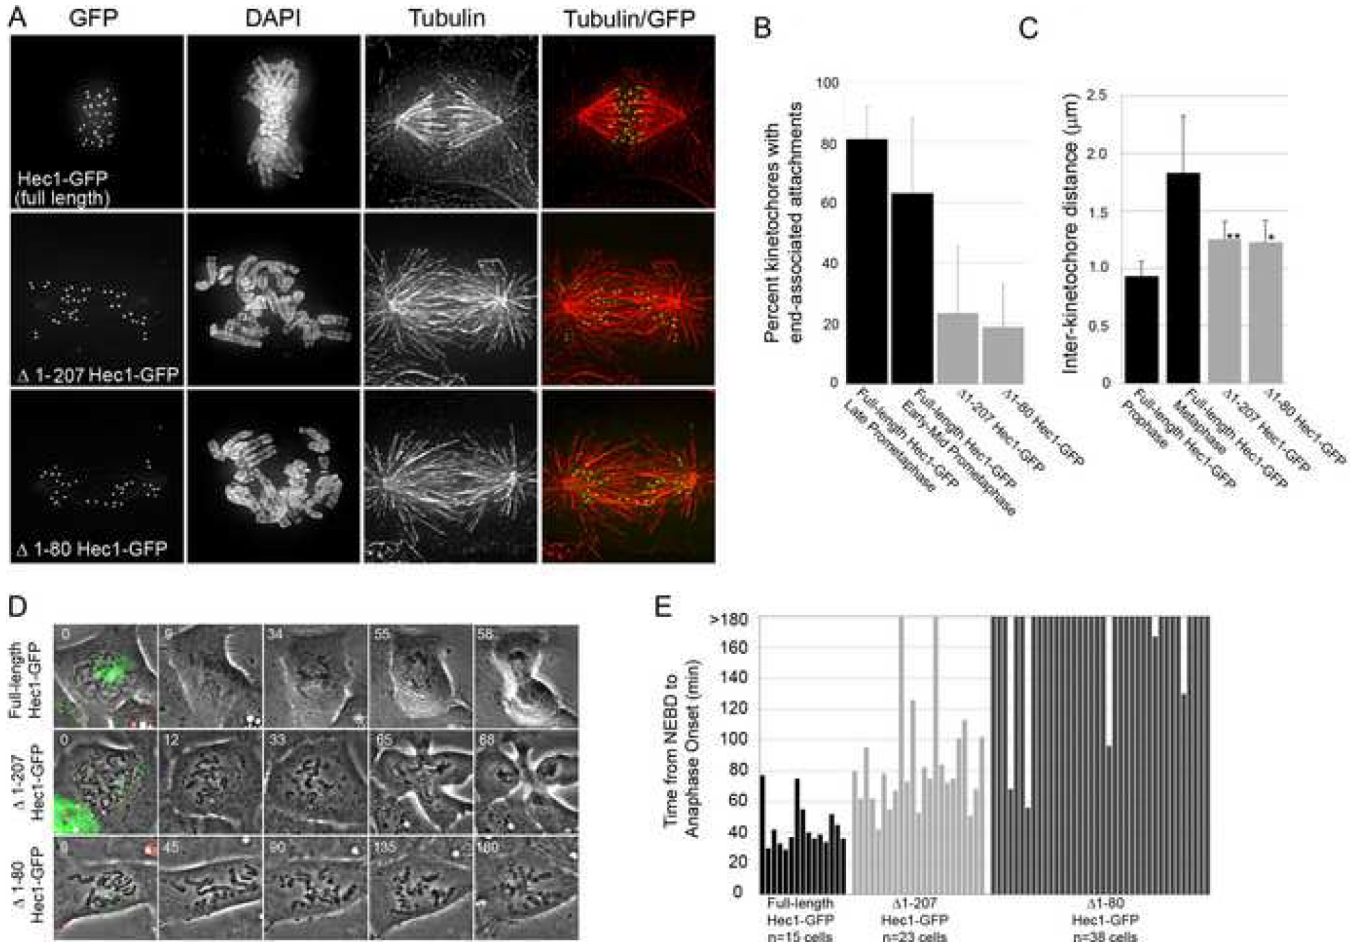 A
GFP
DAPI
Tubulin
Tubulin/GFP
Hec1-GFP
(full length)
Δ 1-207 Hec1-GFP
Δ 1-80 Hec1-GFP
B
Percent kinetochores with
end-associated attachments
100
80
60
40
20
0
Full-length Hec1-GFP
Late Prometaphase
Full-length Hec1-GFP
Early-Mid Prometaphase
Δ1-207 Hec1-GFP
Δ1-80 Hec1-GFP
C
Inter-kinetochore distance (μm)
2.5
2.0
1.5
1.0
0.5
0
**
*
Full-length Hec1-GFP
Prophase
Full-length Hec1-GFP
Metaphase
Δ1-207 Hec1-GFP
Δ1-80 Hec1-GFP
D
Full-length
Hec1-GFP
0
9
34
55
58
Δ 1-207
Hec1-GFP
0
12
33
65
68
Δ 1-80
Hec1-GFP
0
45
90
135
180
E
Time from NEBD to
Anaphase Onset (min)
>180
160
140
120
100
80
60
40
20
0
Full-length
Hec1-GFP
n=15 cells
Δ1-207
Hec1-GFP
n=23 cells
Δ1-80
Hec1-GFP
n=38 cells